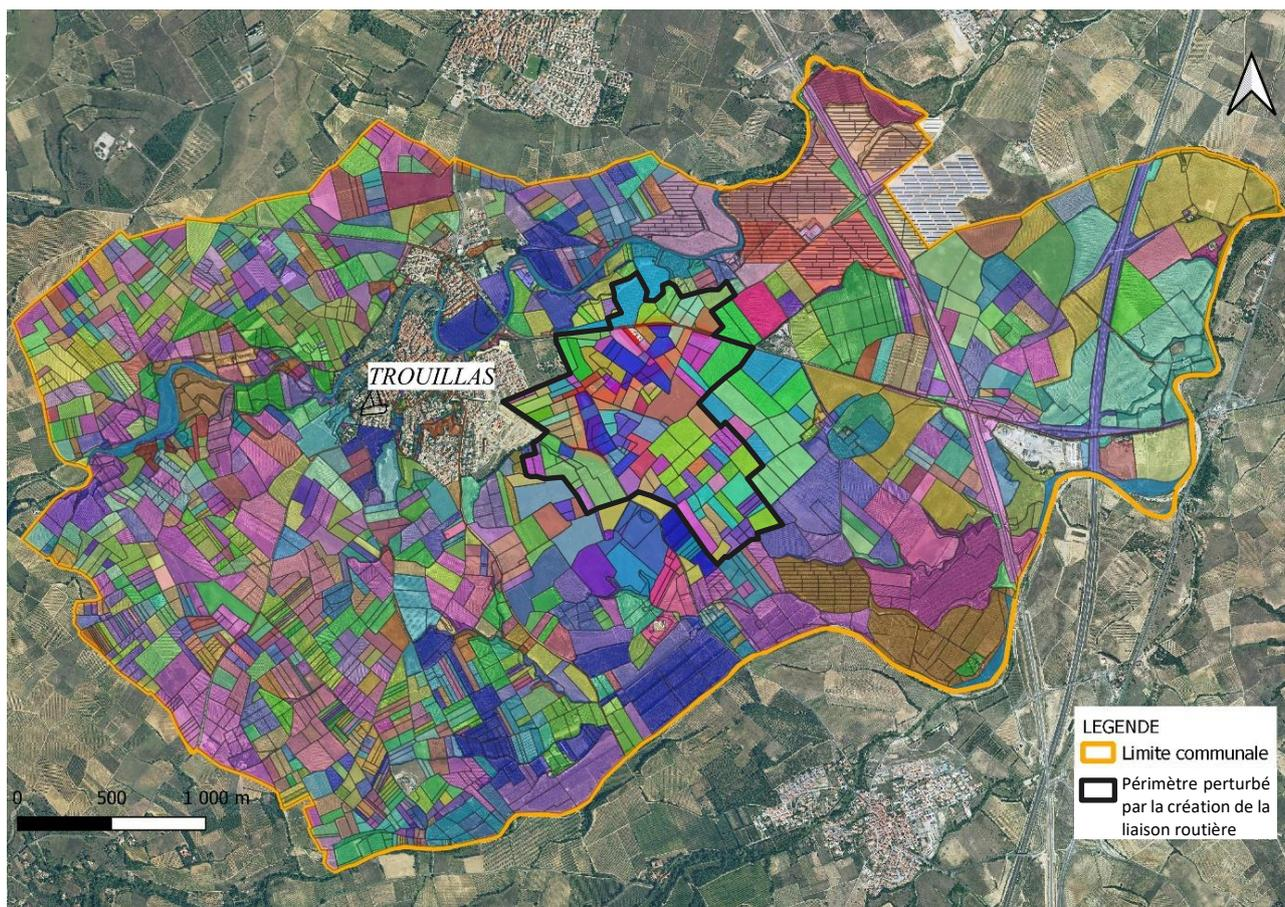 TROUILLAS
LEGENDE
Limite communale
Périmètre perturbé
par la création de la
liaison routière
0 500 1 000 m